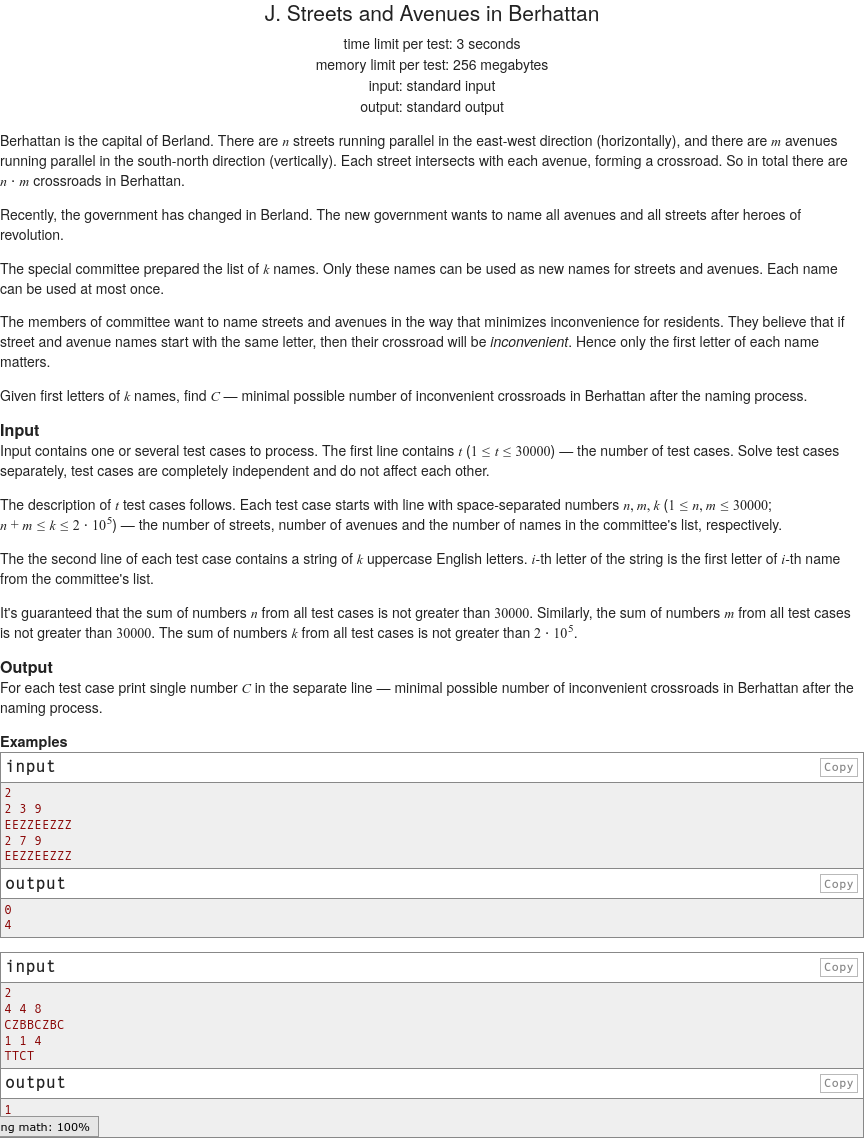 J. Streets and Avenues in Berhattan
time limit per test: 3 seconds
memory limit per test: 256 megabytes
input: standard input
output: standard output
Berhattan is the capital of Berland. There are n streets running parallel in the east-west direction (horizontally), and there are m avenues
running parallel in the south-north direction (vertically). Each street intersects with each avenue, forming a crossroad. So in total there are
n · m crossroads in Berhattan.
Recently, the government has changed in Berland. The new government wants to name all avenues and all streets after heroes of
revolution.
The special committee prepared the list of k names. Only these names can be used as new names for streets and avenues. Each name
can be used at most once.
The members of committee want to name streets and avenues in the way that minimizes inconvenience for residents. They believe that if
street and avenue names start with the same letter, then their crossroad will be inconvenient. Hence only the first letter of each name
matters.
Given first letters of k names, find C — minimal possible number of inconvenient crossroads in Berhattan after the naming process.
Input
Input contains one or several test cases to process. The first line contains t (1 ≤ t ≤ 30000) — the number of test cases. Solve test cases
separately, test cases are completely independent and do not affect each other.
The description of t test cases follows. Each test case starts with line with space-separated numbers n, m, k (1 ≤ n, m ≤ 30000;
n + m ≤ k ≤ 2 · 10^5) — the number of streets, number of avenues and the number of names in the committee's list, respectively.
The the second line of each test case contains a string of k uppercase English letters. i-th letter of the string is the first letter of i-th name
from the committee's list.
It's guaranteed that the sum of numbers n from all test cases is not greater than 30000. Similarly, the sum of numbers m from all test cases
is not greater than 30000. The sum of numbers k from all test cases is not greater than 2 · 10^5.
Output
For each test case print single number C in the separate line — minimal possible number of inconvenient crossroads in Berhattan after the
naming process.
Examples
input Copy
2
2 3 9
EEZZEEZZZ
2 7 9
EEZZEEZZZ
output Copy
0
4
input Copy
2
4 4 8
CZBBCZBC
1 1 4
TTCT
output Copy
1
ng math: 100%